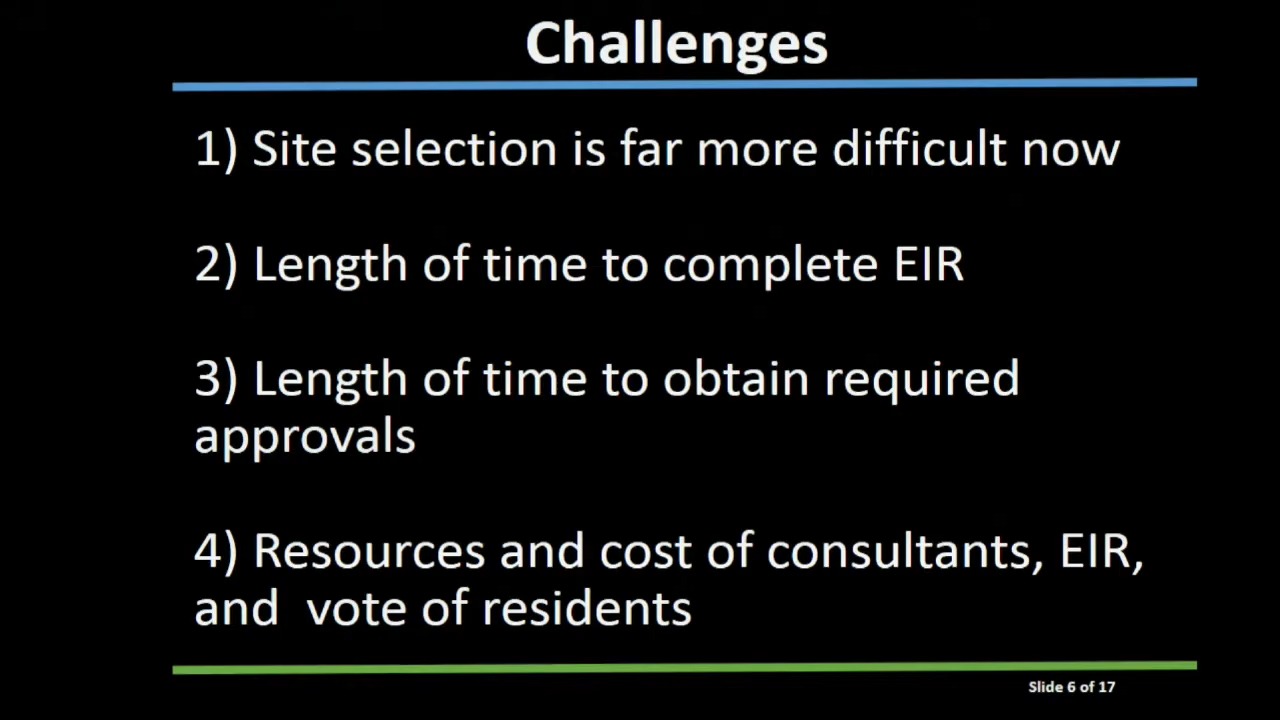 Challenges
1) Site selection is far more difficult now
2) Length of time to complete EIR
3) Length of time to obtain required
approvals
4) Resources and cost of consultants, EIR,
and  vote of residents
Slide 6 of 17